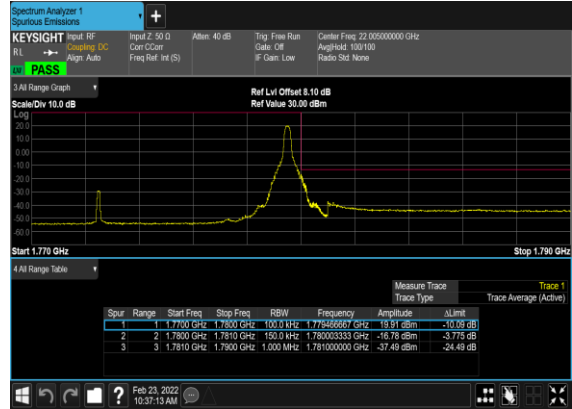 Spectrum Analyzer 1
Spurious Emissions
+
KEYSIGHT Input: RF Input Z: 50 Ω Atten: 40 dB Trig: Free Run Center Freq: 22.005000000 GHz
RL Coupling: DC Corr CCorr Gate: Off Avg|Hold: 100/100
Align: Auto Freq Ref: Int (S) IF Gain: Low Radio Std: None
LW PASS
3 All Range Graph
Ref Lvl Offset 8.10 dB
Scale/Div 10.0 dB Ref Value 30.00 dBm
Log
20.0
10.0
0.00
-10.0
-20.0
-30.0
-40.0
-50.0
-60.0
Start 1.770 GHz Stop 1.790 GHz
4 All Range Table
Measure Trace Trace 1
Trace Type Trace Average (Active)
Spur Range Start Freq Stop Freq RBW Frequency Amplitude ΔLimit
1 1 1.7700 GHz 1.7800 GHz 100.0 kHz 1.779466667 GHz 19.91 dBm -10.09 dB
2 2 1.7800 GHz 1.7810 GHz 150.0 kHz 1.780003333 GHz -16.78 dBm -3.775 dB
3 3 1.7810 GHz 1.7900 GHz 1.000 MHz 1.781000000 GHz -37.49 dBm -24.49 dB
? Feb 23, 2022
10:37:13 AM